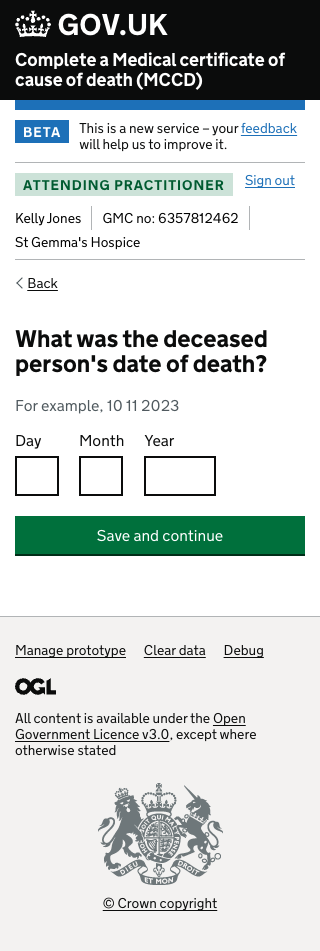 GOV.UK
Complete a Medical certificate of
cause of death (MCCD)
BETA
This is a new service – your feedback
will help us to improve it.
ATTENDING PRACTITIONER
Sign out
Kelly Jones
GMC no: 6357812462
St Gemma's Hospice
Back
What was the deceased
person's date of death?
For example, 10 11 2023
Day Month Year
Save and continue
Manage prototype Clear data Debug
OGL
All content is available under the Open
Government Licence v3.0, except where
otherwise stated
DIEU ET MON DROIT
© Crown copyright